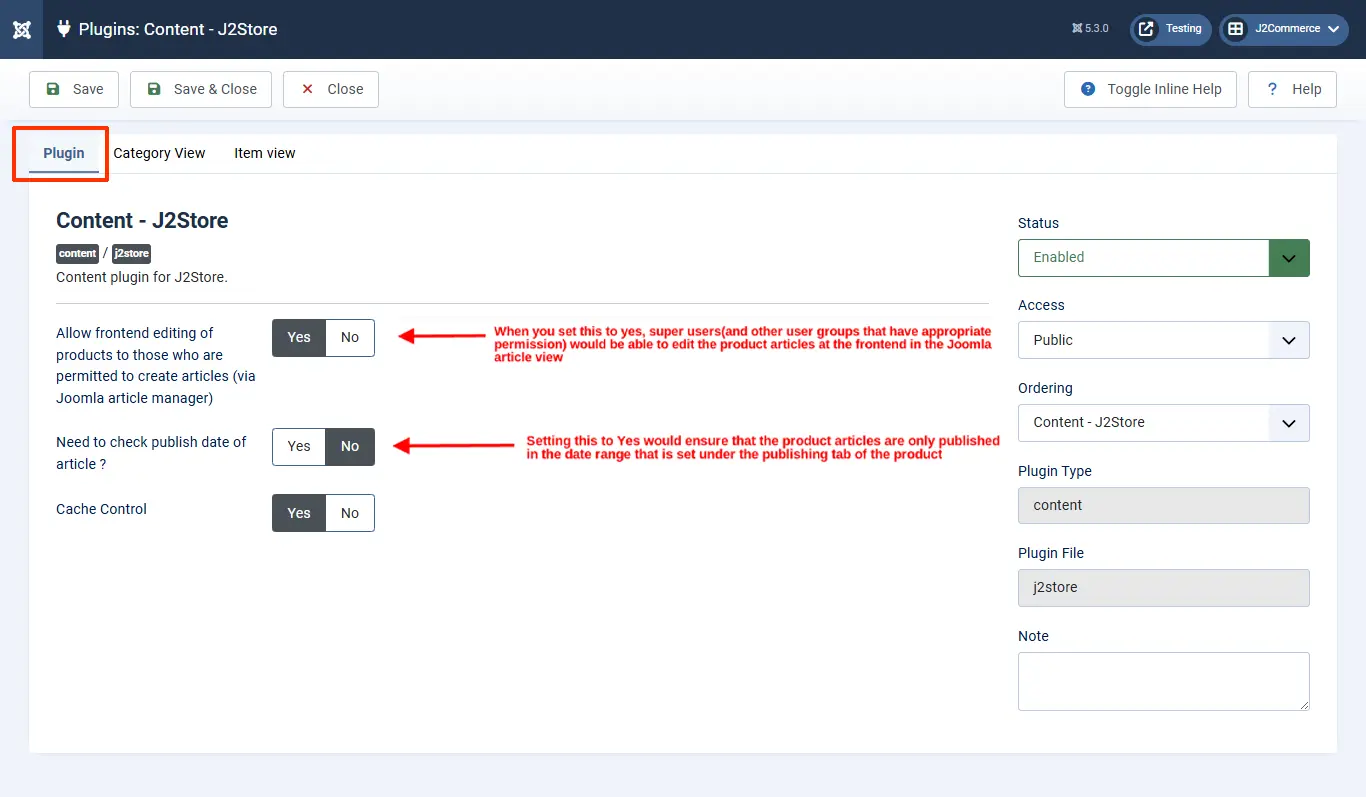 Plugins: Content - J2Store
5.3.0
Testing
J2Commerce
Save
Save & Close
Close
Toggle Inline Help
Help
Plugin
Category View
Item view
Content - J2Store
content / j2store
Content plugin for J2Store.
Allow frontend editing of
products to those who are
permitted to create articles (via
Joomla article manager)
Yes No
When you set this to yes, super users(and other user groups that have appropriate
permission) would be able to edit the product articles at the frontend in the Joomla
article view
Need to check publish date of
article ?
Yes No
Setting this to Yes would ensure that the product articles are only published
in the date range that is set under the publishing tab of the product
Cache Control
Yes No
Status
Enabled
Access
Public
Ordering
Content - J2Store
Plugin Type
content
Plugin File
j2store
Note